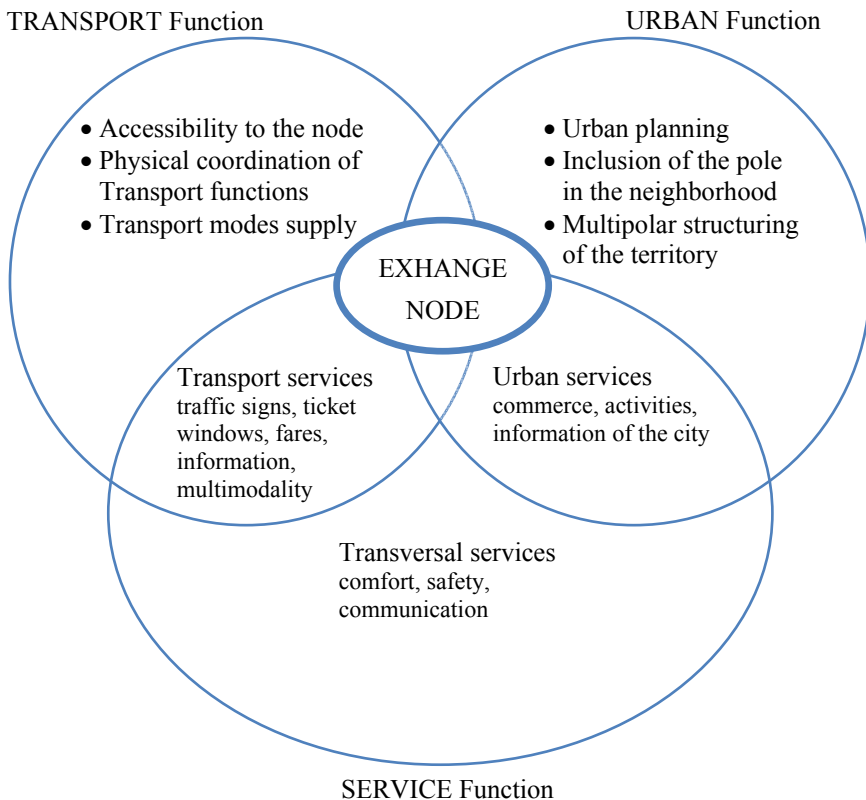 TRANSPORT Function
URBAN Function
• Accessibility to the node
• Physical coordination of
Transport functions
• Transport modes supply
• Urban planning
• Inclusion of the pole
in the neighborhood
• Multipolar structuring
of the territory
EXHANGE
NODE
Transport services
traffic signs, ticket
windows, fares,
information,
multimodality
Urban services
commerce, activities,
information of the city
Transversal services
comfort, safety,
communication
SERVICE Function